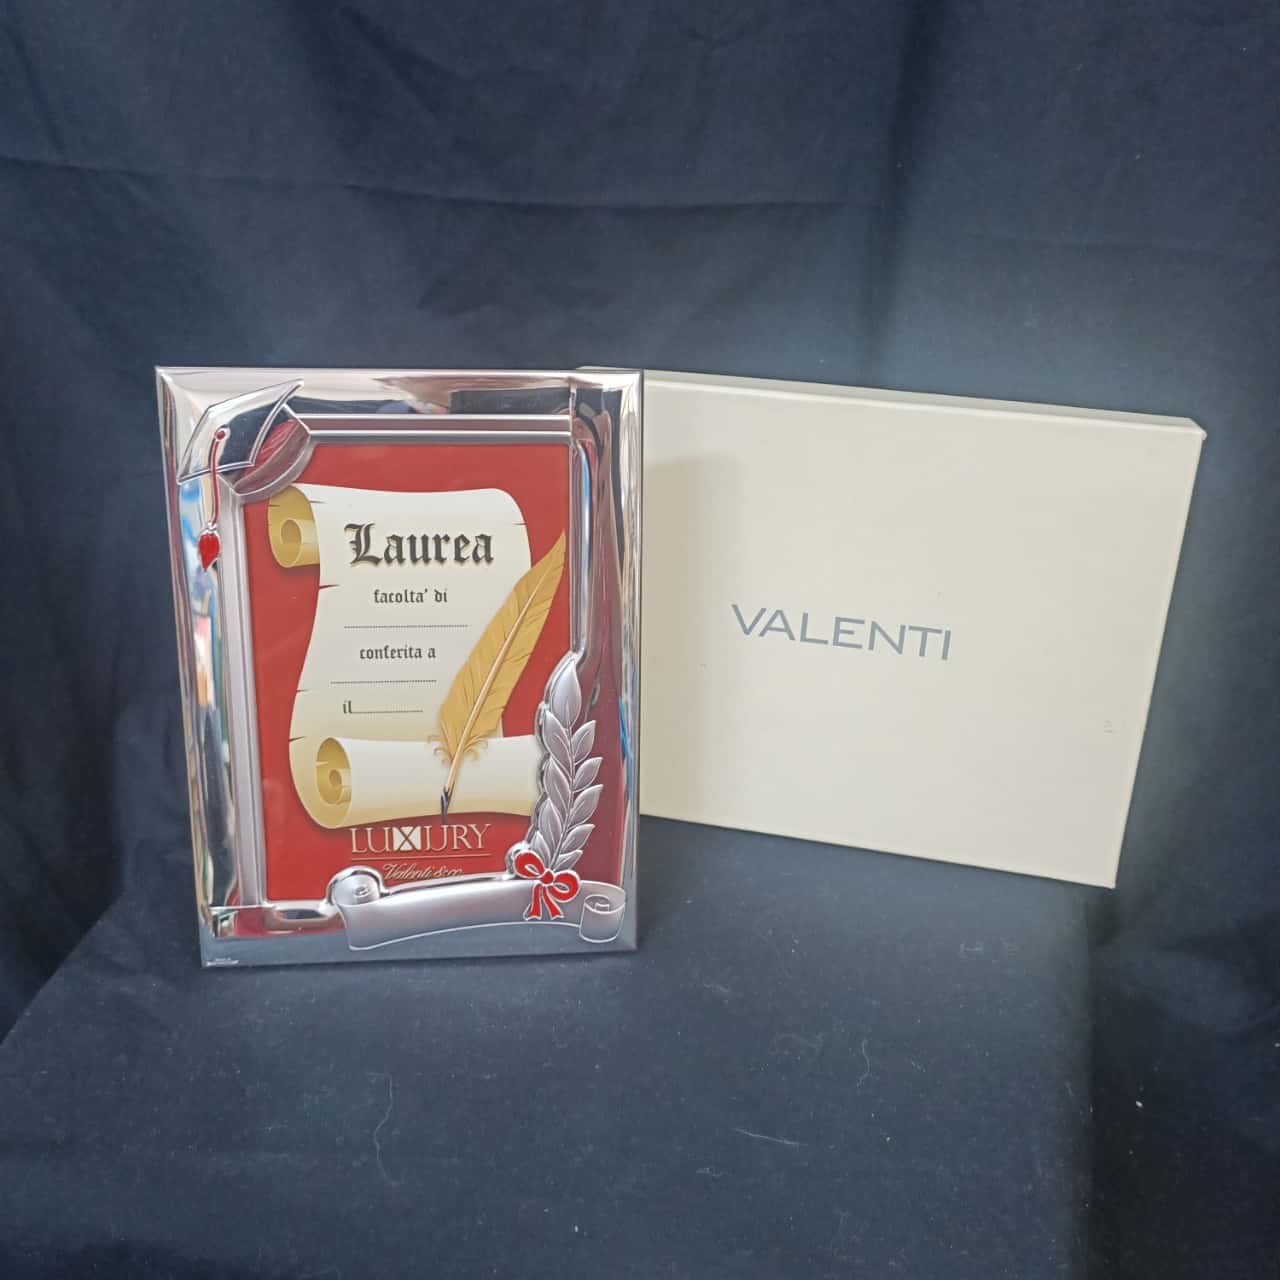 Laurea
facolta' di
conferita a
il
LUXURY
Valenti & co
VALENTI